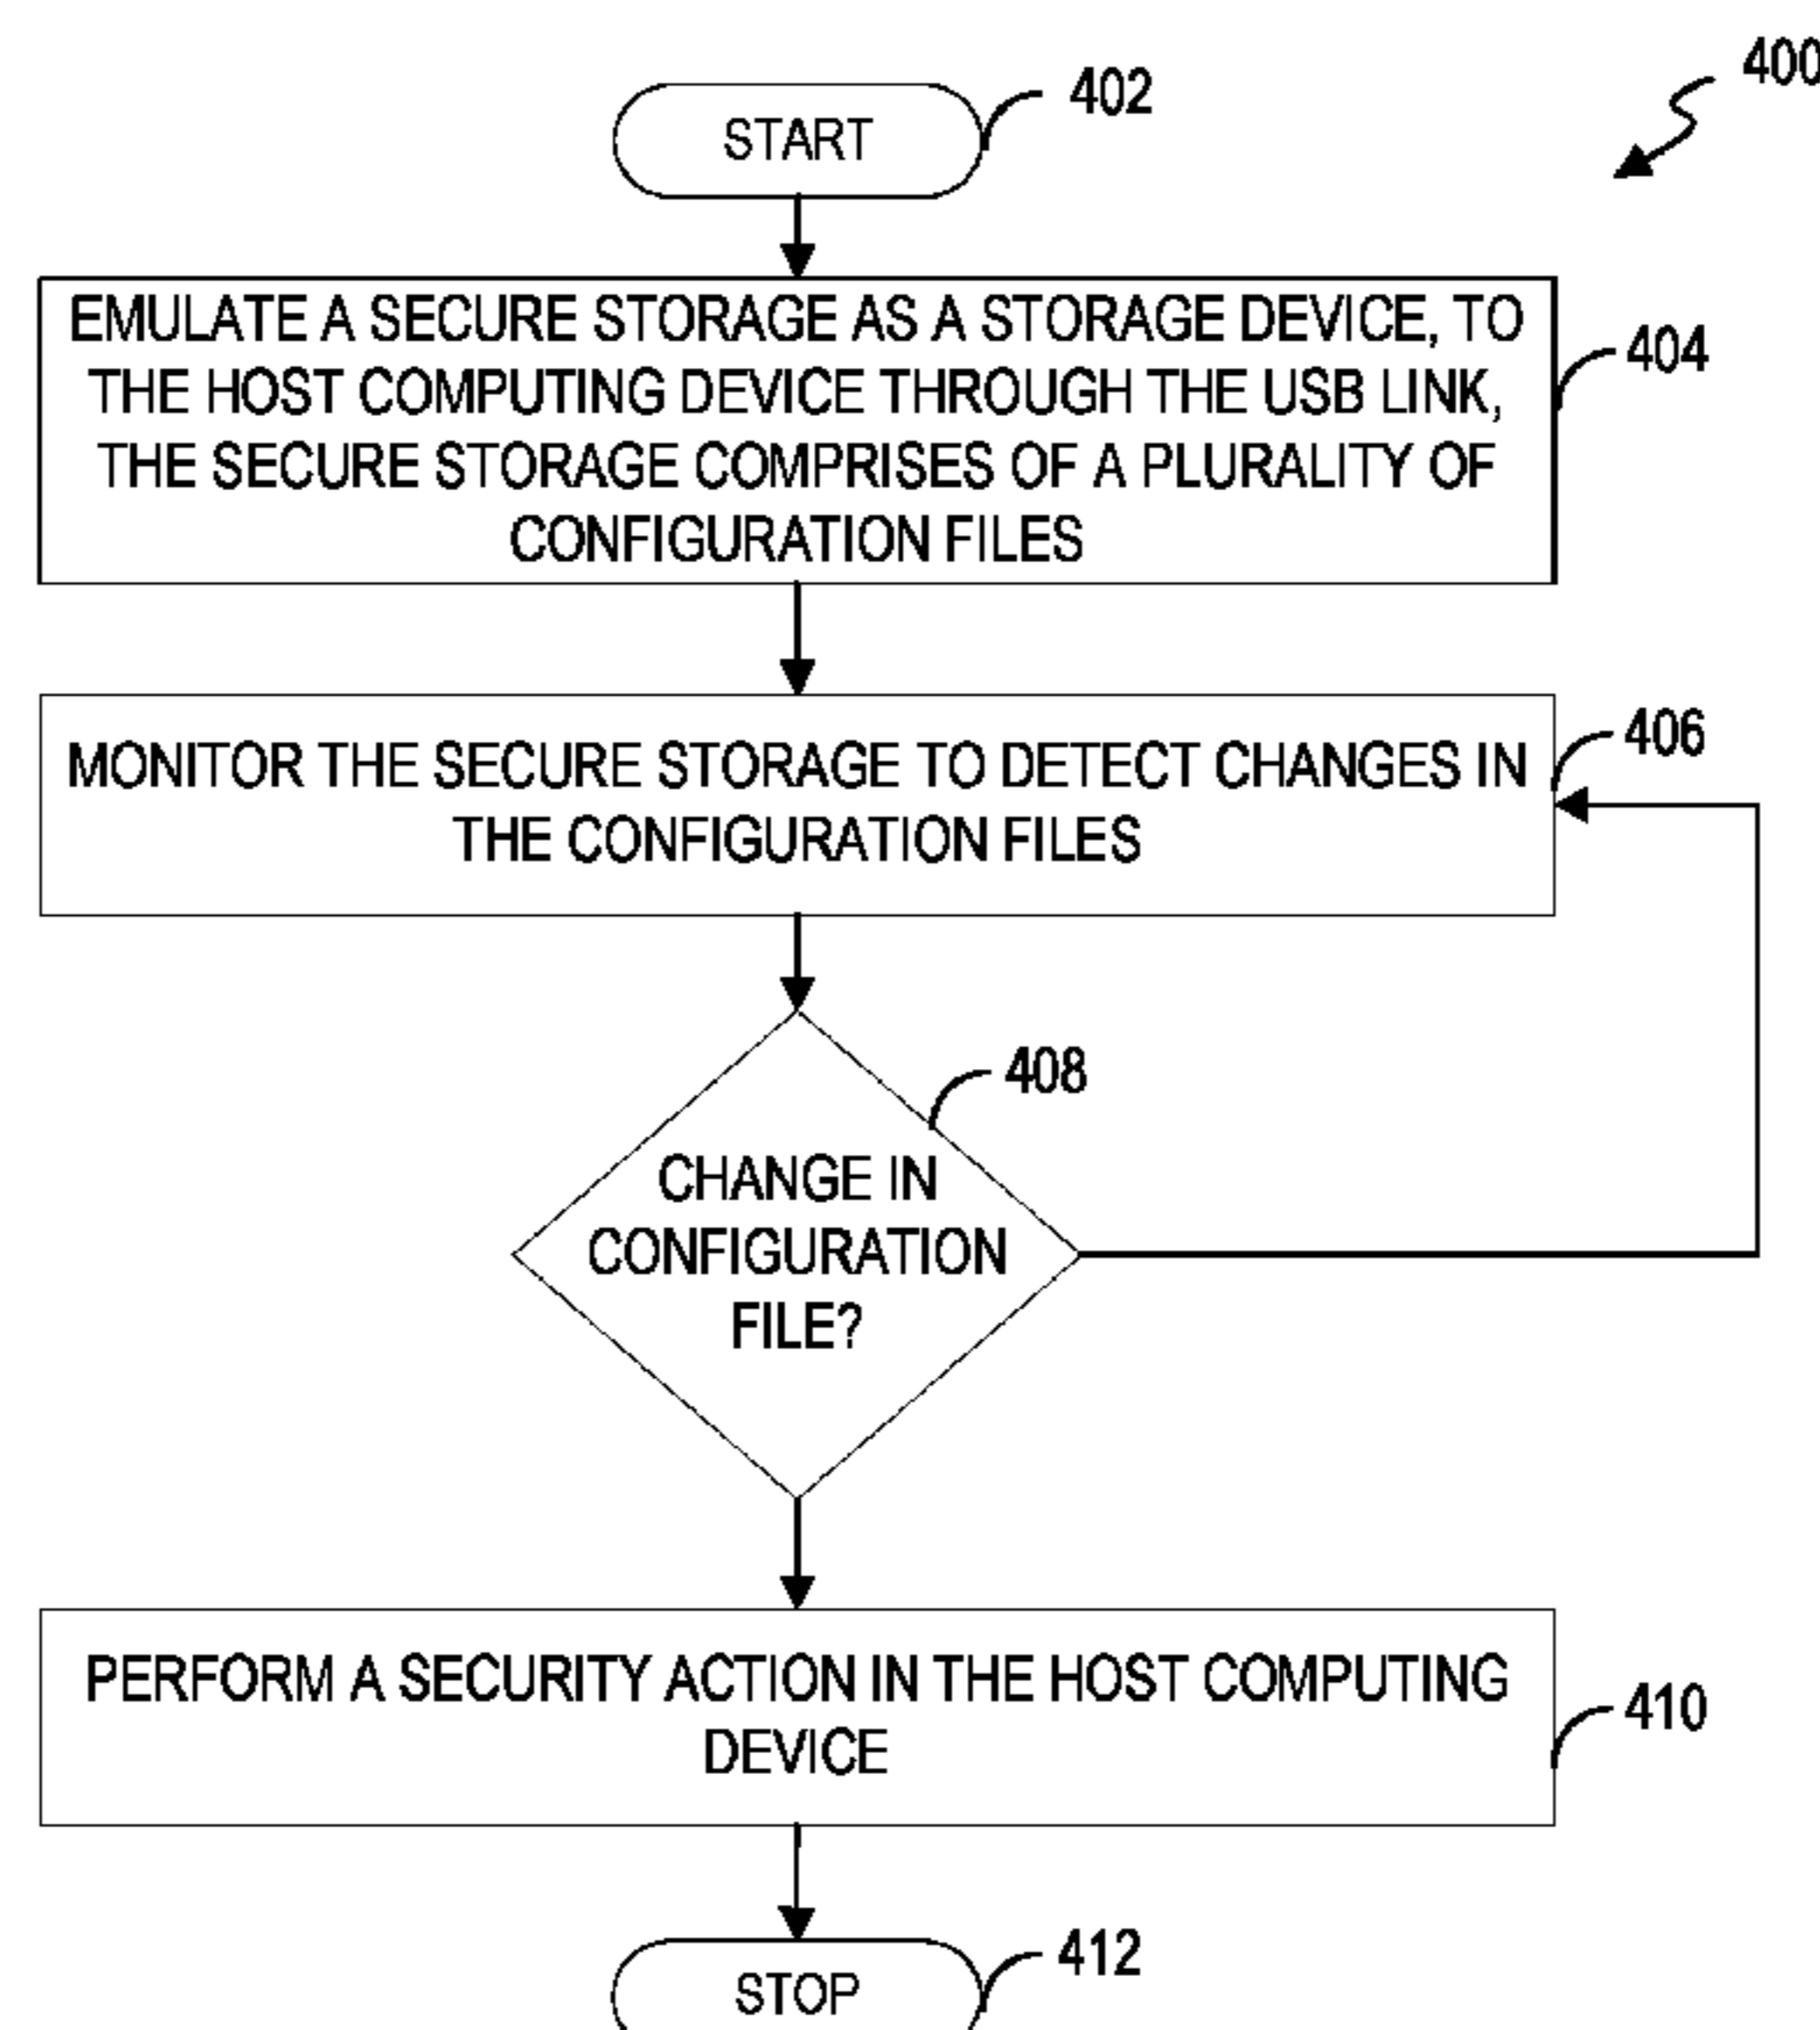 400
START
402
EMULATE A SECURE STORAGE AS A STORAGE DEVICE, TO
THE HOST COMPUTING DEVICE THROUGH THE USB LINK,
THE SECURE STORAGE COMPRISES OF A PLURALITY OF
CONFIGURATION FILES
404
MONITOR THE SECURE STORAGE TO DETECT CHANGES IN
THE CONFIGURATION FILES
406
408
CHANGE IN
CONFIGURATION
FILE?
PERFORM A SECURITY ACTION IN THE HOST COMPUTING
DEVICE
410
STOP
412